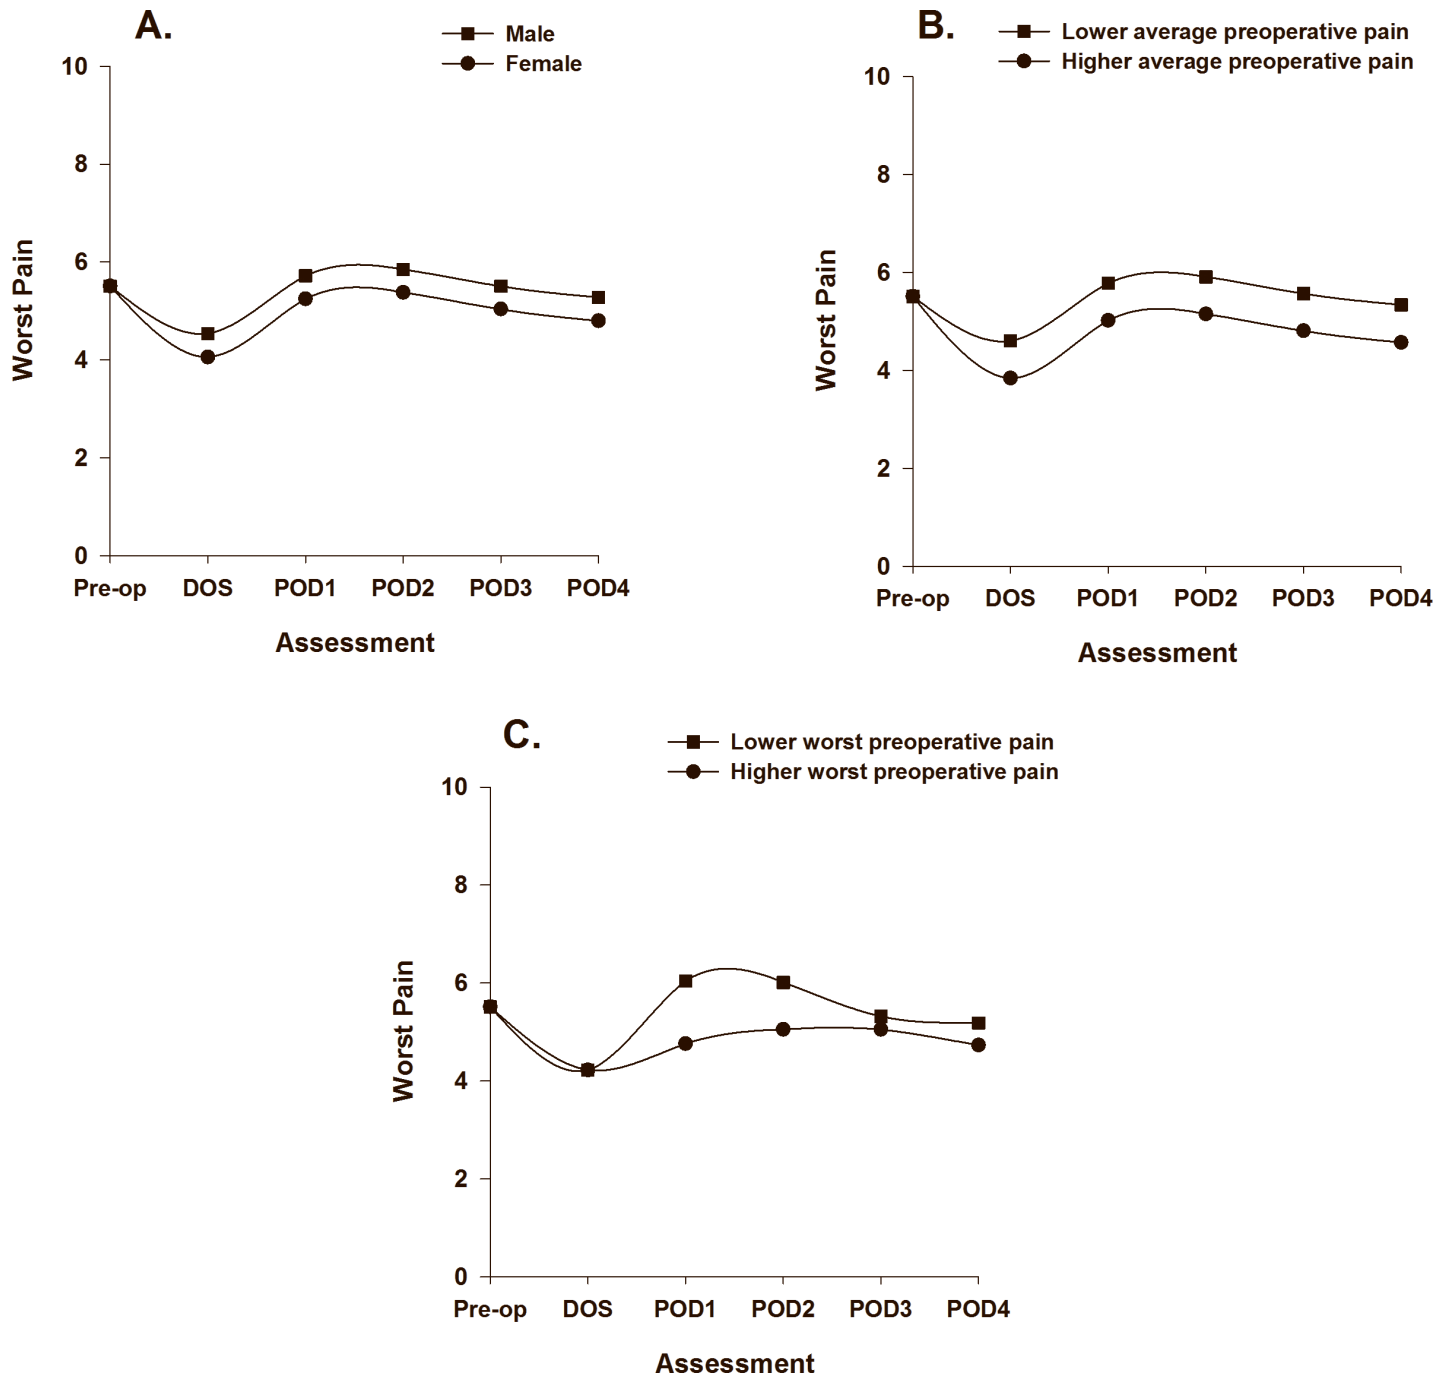 A.
Male
Female
10
8
6
4
2
0
Worst Pain
Pre-op DOS POD1 POD2 POD3 POD4
Assessment
B.
Lower average preoperative pain
Higher average preoperative pain
10
8
6
4
2
0
Worst Pain
Pre-op DOS POD1 POD2 POD3 POD4
Assessment
C.
Lower worst preoperative pain
Higher worst preoperative pain
10
8
6
4
2
0
Worst Pain
Pre-op DOS POD1 POD2 POD3 POD4
Assessment